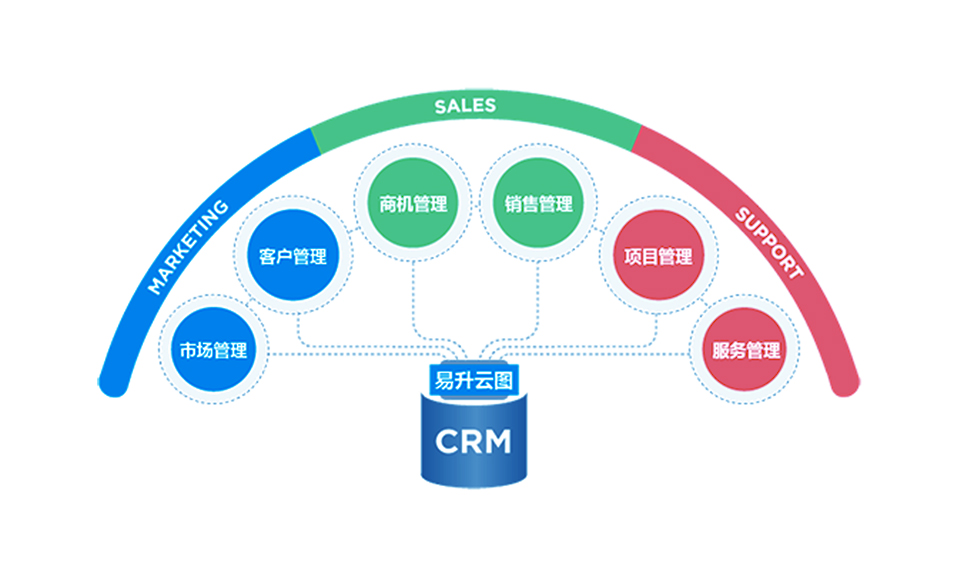 SALES
MARKETING
SUPPORT
商机管理
销售管理
客户管理
项目管理
市场管理
服务管理
易升云图
CRM